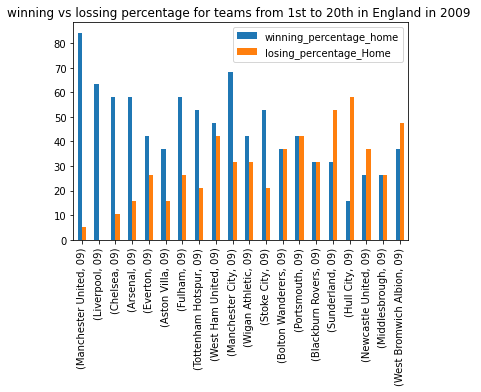 winning vs lossing percentage for teams from 1st to 20th in England in 2009
winning_percentage_home
losing_percentage_Home
80
70
60
50
40
30
20
10
0
(Manchester United, 09)
(Liverpool, 09)
(Chelsea, 09)
(Arsenal, 09)
(Everton, 09)
(Aston Villa, 09)
(Fulham, 09)
(Tottenham Hotspur, 09)
(West Ham United, 09)
(Manchester City, 09)
(Wigan Athletic, 09)
(Stoke City, 09)
(Bolton Wanderers, 09)
(Portsmouth, 09)
(Blackburn Rovers, 09)
(Sunderland, 09)
(Hull City, 09)
(Newcastle United, 09)
(Middlesbrough, 09)
(West Bromwich Albion, 09)